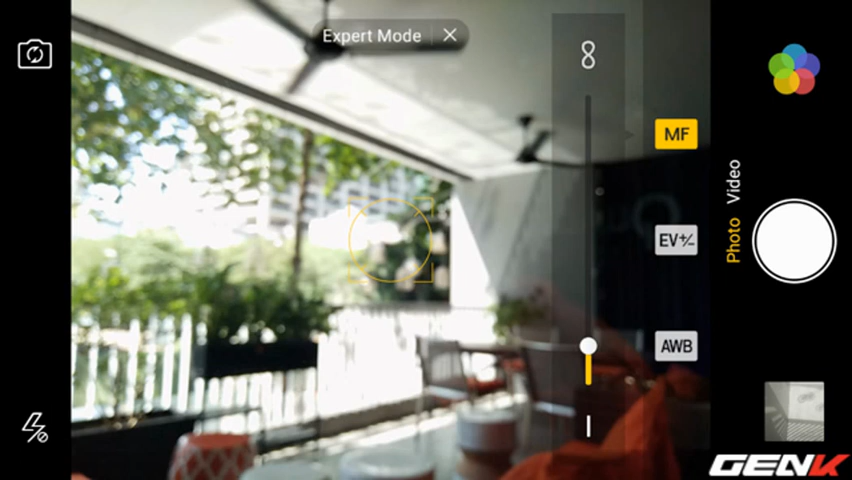 Expert Mode
MF
EV+/-
AWB
Photo
Video
GENK